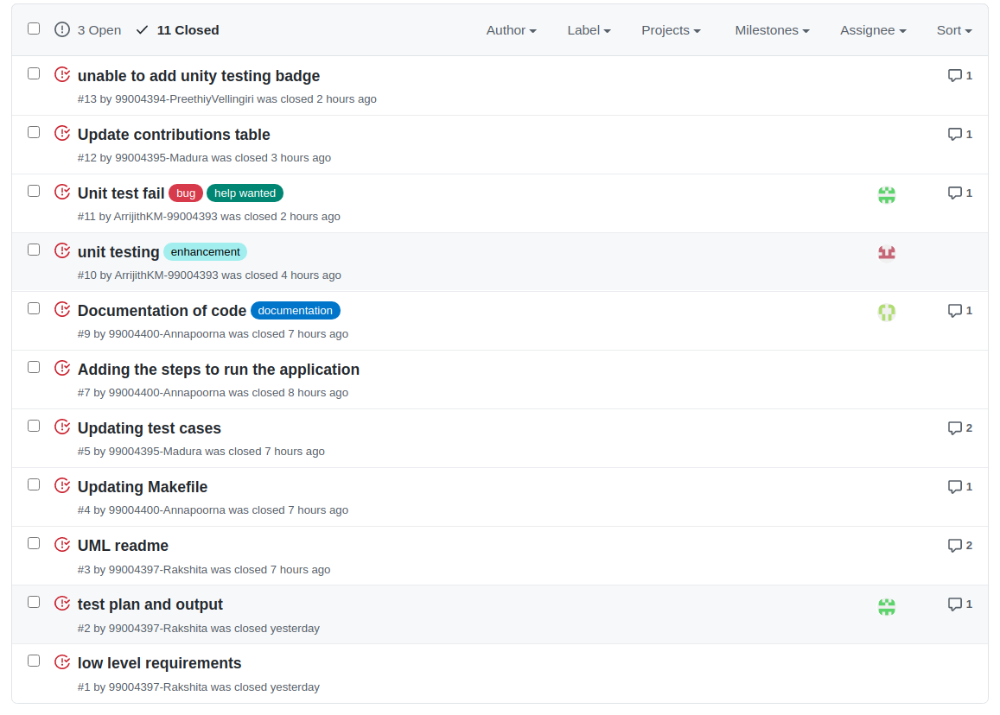 3 Open 11 Closed Author Label Projects Milestones Assignee Sort
unable to add unity testing badge 1
#13 by 99004394-PreethiyVellingiri was closed 2 hours ago
Update contributions table 1
#12 by 99004395-Madura was closed 3 hours ago
Unit test fail bug help wanted 1
#11 by ArrijithKM-99004393 was closed 2 hours ago
unit testing enhancement
#10 by ArrijithKM-99004393 was closed 4 hours ago
Documentation of code documentation 1
#9 by 99004400-Annapoorna was closed 7 hours ago
Adding the steps to run the application
#7 by 99004400-Annapoorna was closed 8 hours ago
Updating test cases 2
#5 by 99004395-Madura was closed 7 hours ago
Updating Makefile 1
#4 by 99004400-Annapoorna was closed 7 hours ago
UML readme 2
#3 by 99004397-Rakshita was closed 7 hours ago
test plan and output 1
#2 by 99004397-Rakshita was closed yesterday
low level requirements
#1 by 99004397-Rakshita was closed yesterday